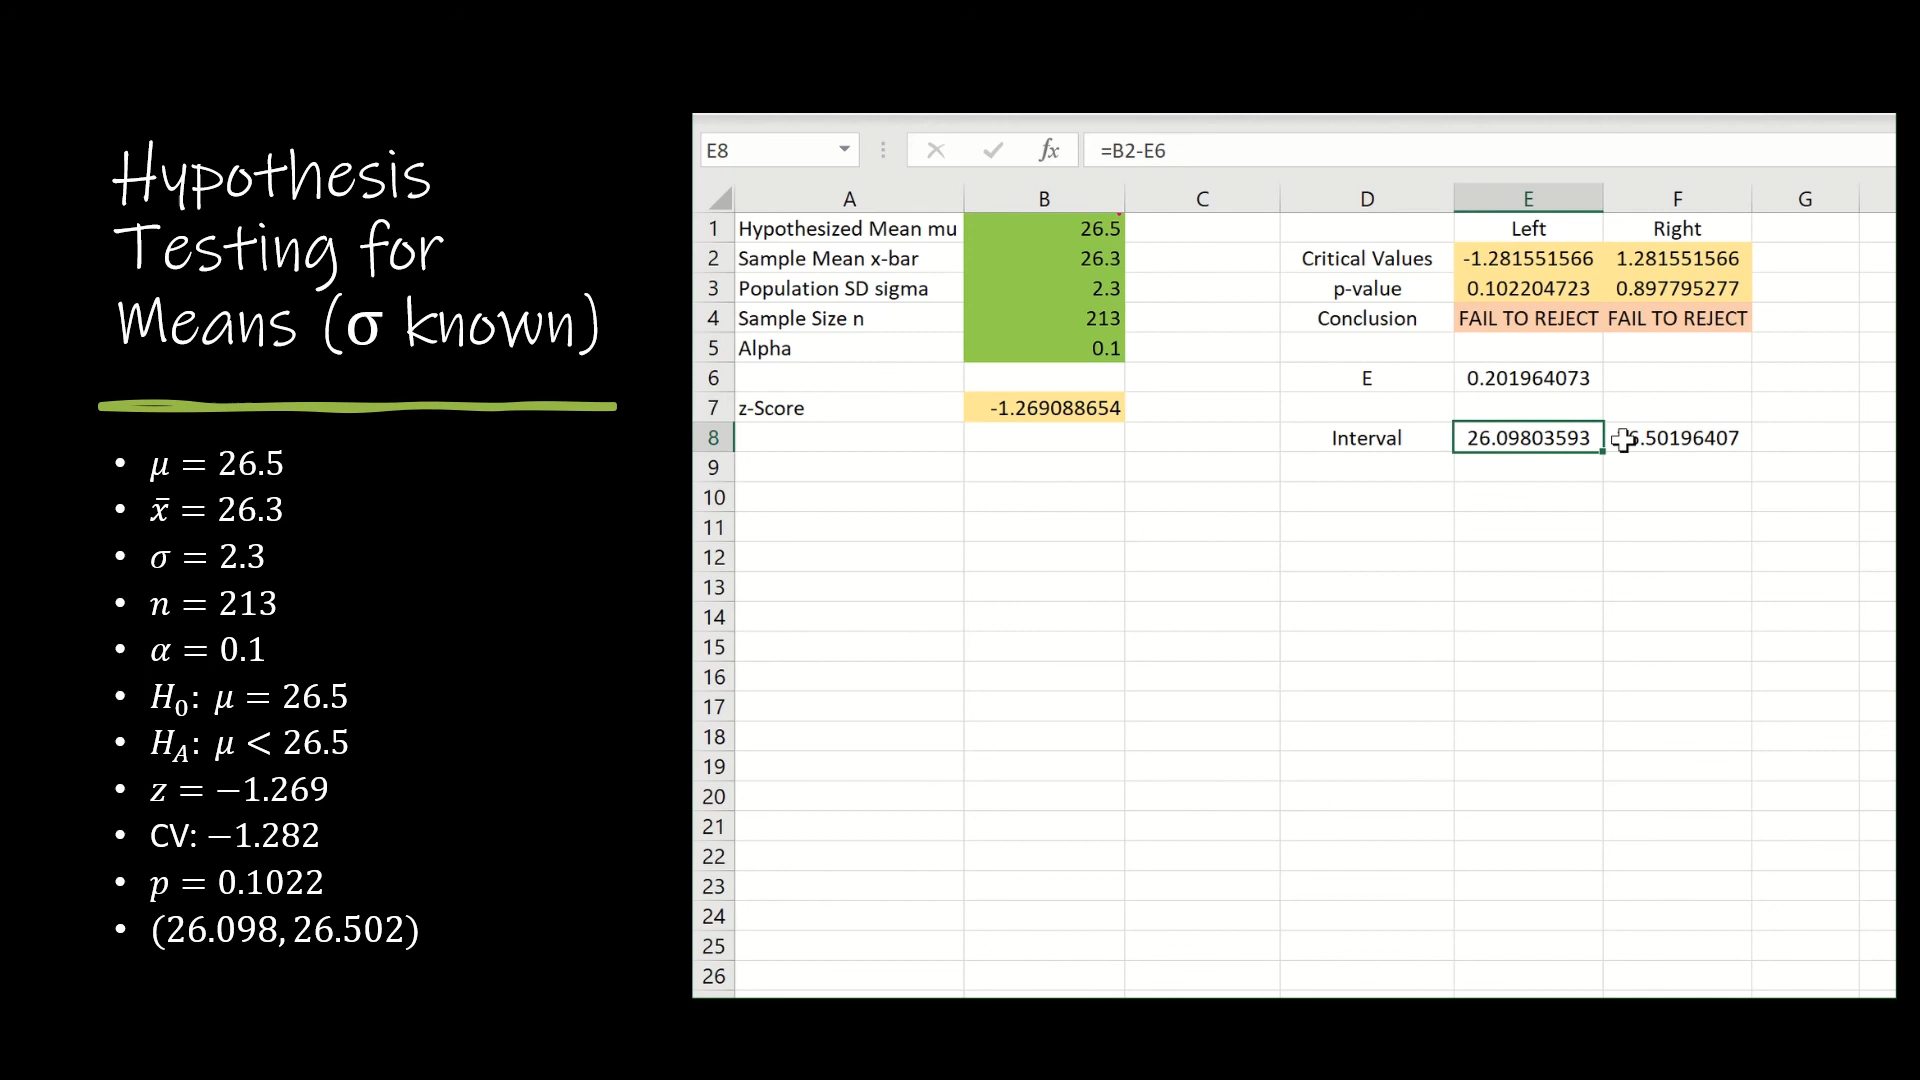 Hypothesis
Testing for
Means (σ known)
• μ = 26.5
• x̄ = 26.3
• σ = 2.3
• n = 213
• α = 0.1
• H₀: μ = 26.5
• H_A: μ < 26.5
• z = −1.269
• CV: −1.282
• p = 0.1022
• (26.098, 26.502)
E8 fx =B2-E6
A B C D E F G
1 Hypothesized Mean mu 26.5 Left Right
2 Sample Mean x-bar 26.3 Critical Values -1.281551566 1.281551566
3 Population SD sigma 2.3 p-value 0.102204723 0.897795277
4 Sample Size n 213 Conclusion FAIL TO REJECT FAIL TO REJECT
5 Alpha 0.1
6 E 0.201964073
7 z-Score -1.269088654
8 Interval 26.09803593 .50196407
9
10
11
12
13
14
15
16
17
18
19
20
21
22
23
24
25
26